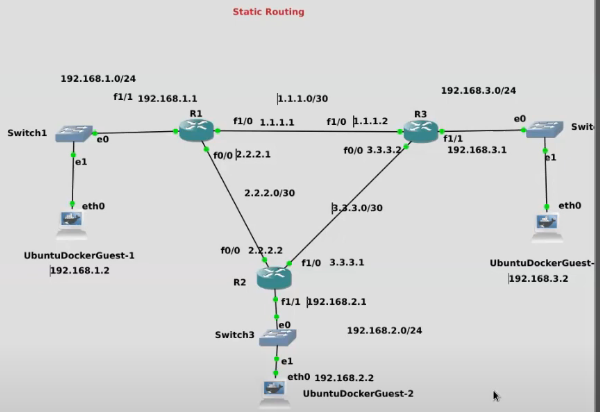 Static Routing
192.168.1.0/24
192.168.3.0/24
f1/1 192.168.1.1
1.1.1.0/30
R1
R3
Switch1
e0
f1/0 1.1.1.1
f1/0 1.1.1.2
e0
Swit
f1/1
192.168.3.1
e1
f0/0 2.2.2.1
f0/0 3.3.3.2
e1
2.2.2.0/30
3.3.3.0/30
eth0
eth0
UbuntuDockerGuest-1
192.168.1.2
f0/0 2.2.2.2
f1/0 3.3.3.1
UbuntuDockerGuest-
192.168.3.2
R2
f1/1 192.168.2.1
e0
Switch3
192.168.2.0/24
e1
eth0 192.168.2.2
UbuntuDockerGuest-2